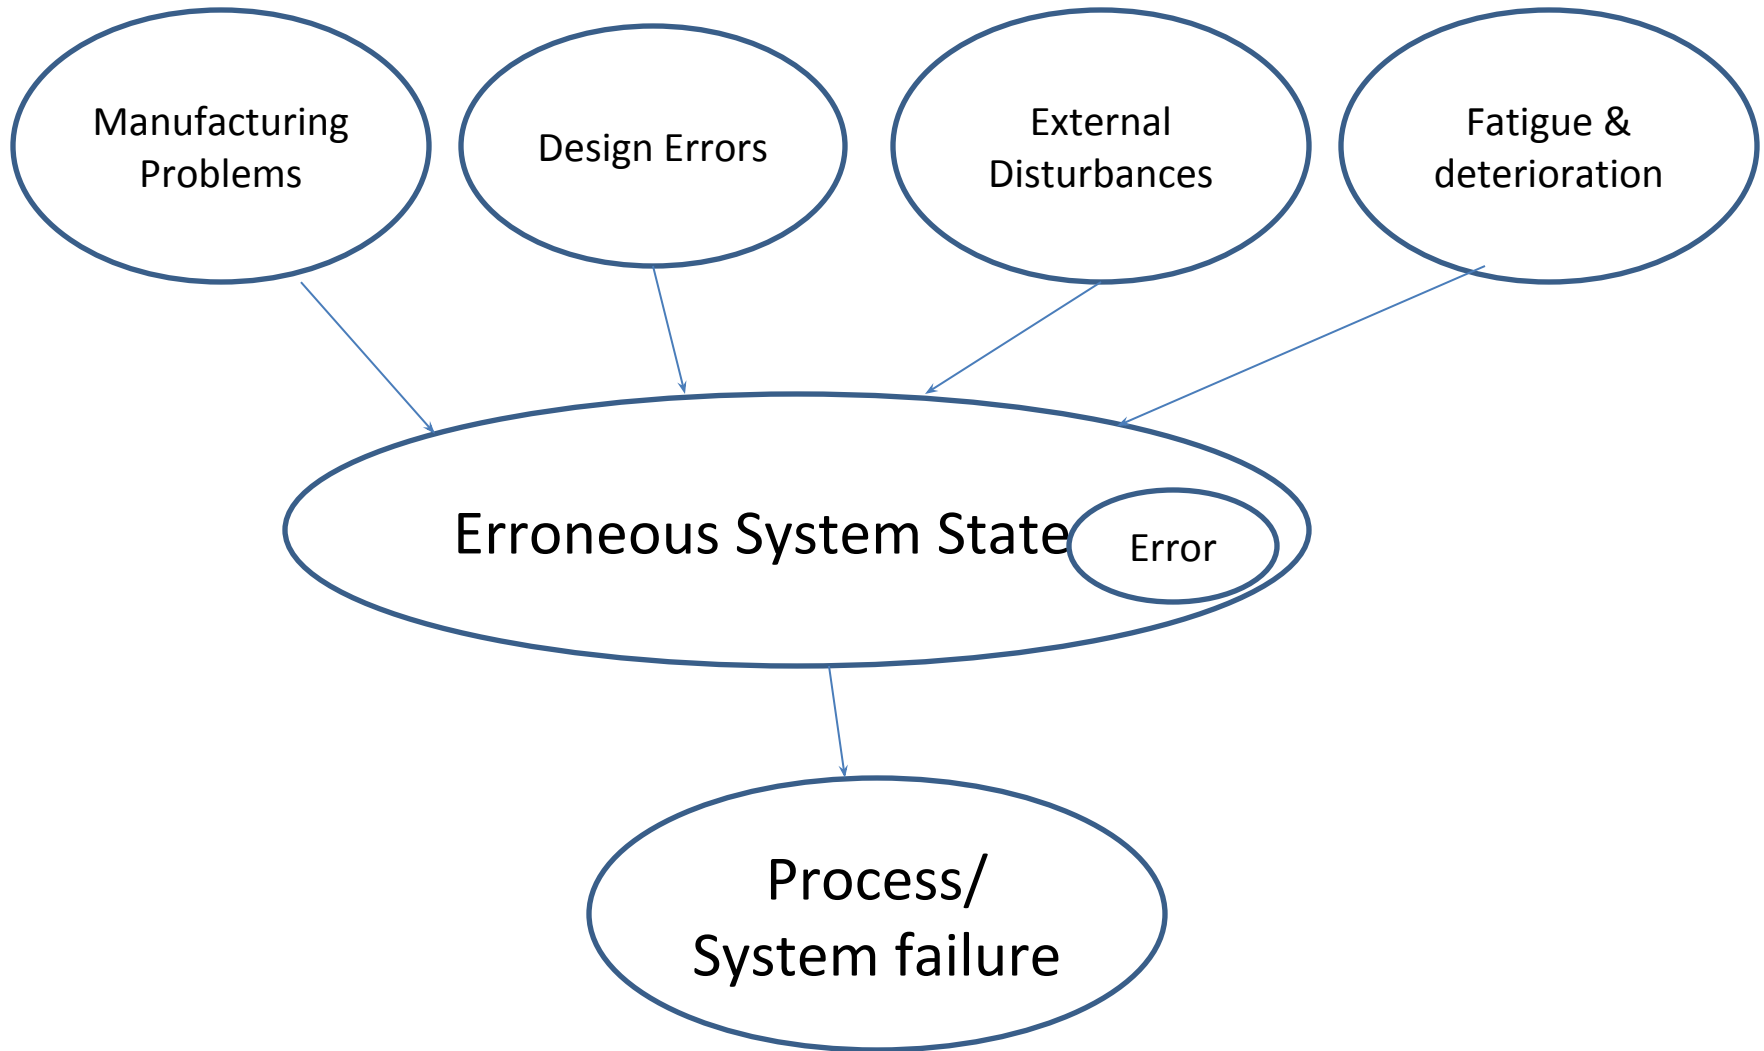 Manufacturing
Problems
Design Errors
External
Disturbances
Fatigue &
deterioration
Erroneous System State
Error
Process/
System failure